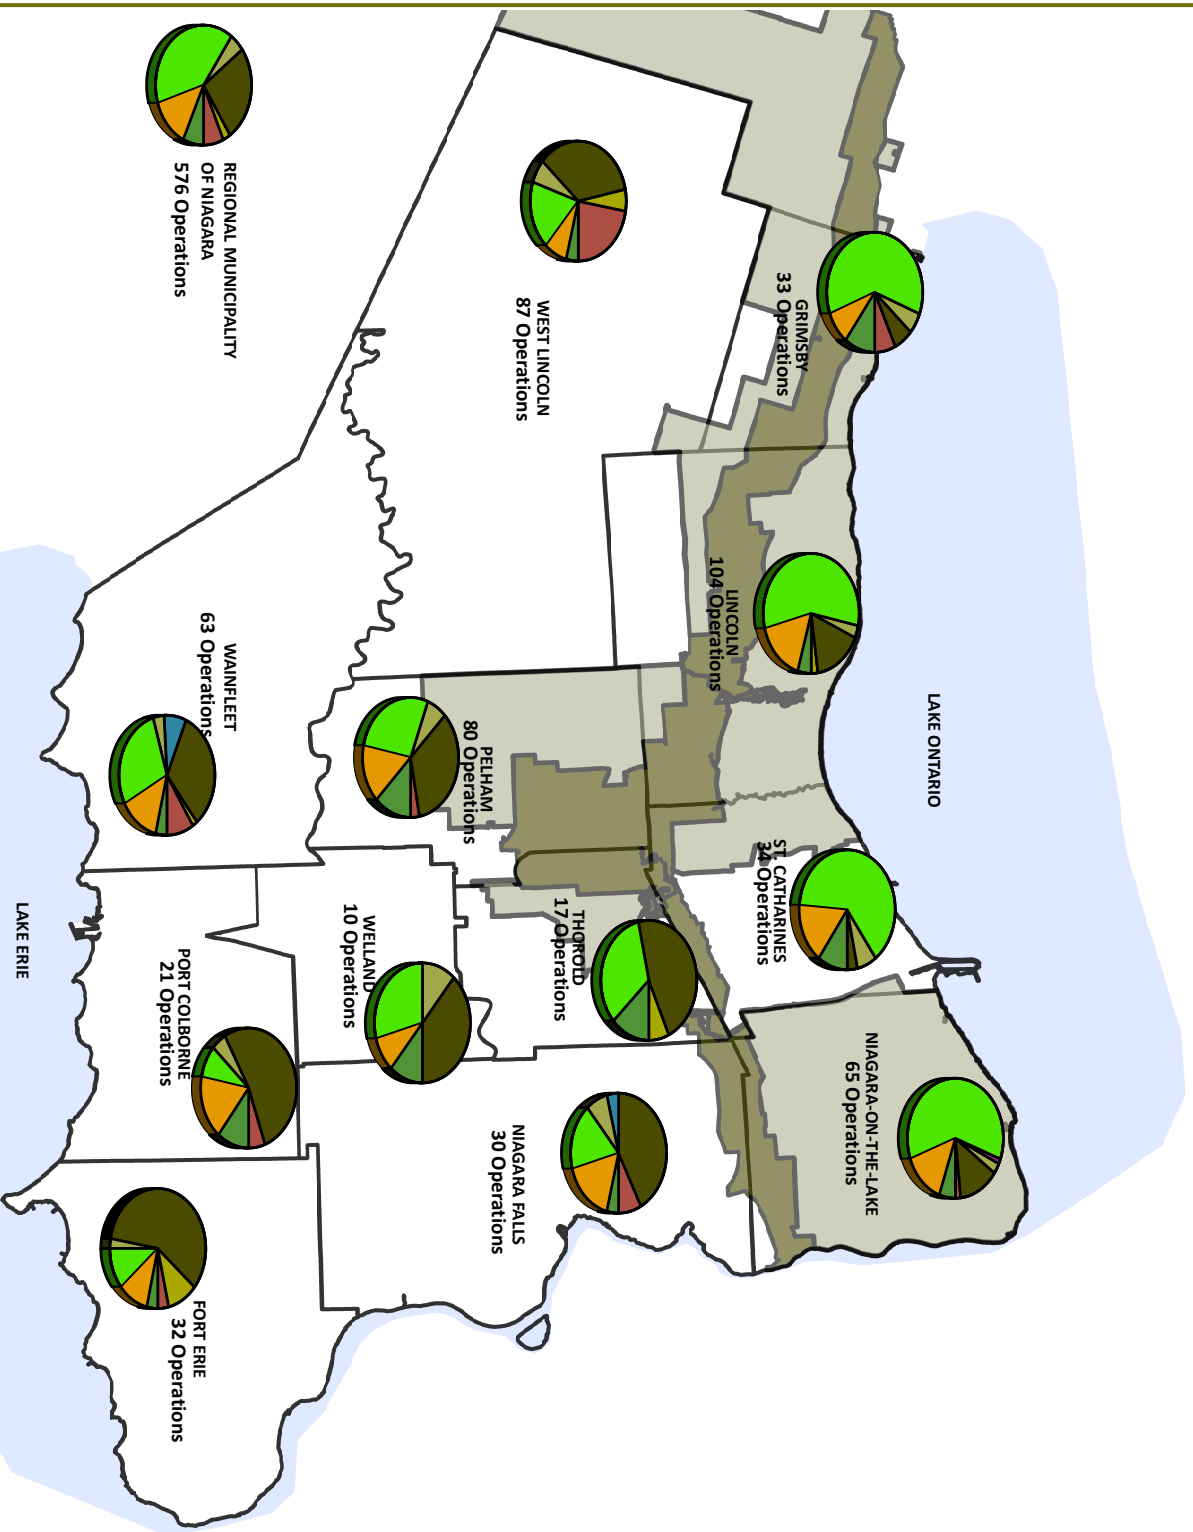 LAKE ONTARIO
GRIMSBY
33 Operations
LINCOLN
104 Operations
ST. CATHARINES
34 Operations
NIAGARA-ON-THE-LAKE
65 Operations
WEST LINCOLN
87 Operations
PELHAM
80 Operations
THOROLD
17 Operations
NIAGARA FALLS
30 Operations
WELLAND
10 Operations
REGIONAL MUNICIPALITY
OF NIAGARA
576 Operations
WAINFLEET
63 Operations
PORT COLBORNE
21 Operations
FORT ERIE
32 Operations
LAKE ERIE